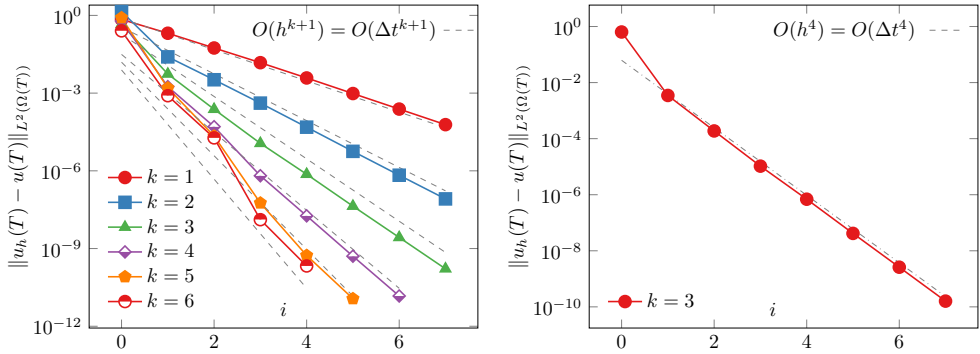 10^0
10^−3
10^−6
10^−9
10^−12
‖u_h(T) − u(T)‖_{L^2(Ω(T))}
O(h^{k+1}) = O(Δt^{k+1})
k = 1
k = 2
k = 3
k = 4
k = 5
k = 6
i
0 2 4 6
10^0
10^−2
10^−4
10^−6
10^−8
10^−10
‖u_h(T) − u(T)‖_{L^2(Ω(T))}
O(h^4) = O(Δt^4)
k = 3
i
0 2 4 6